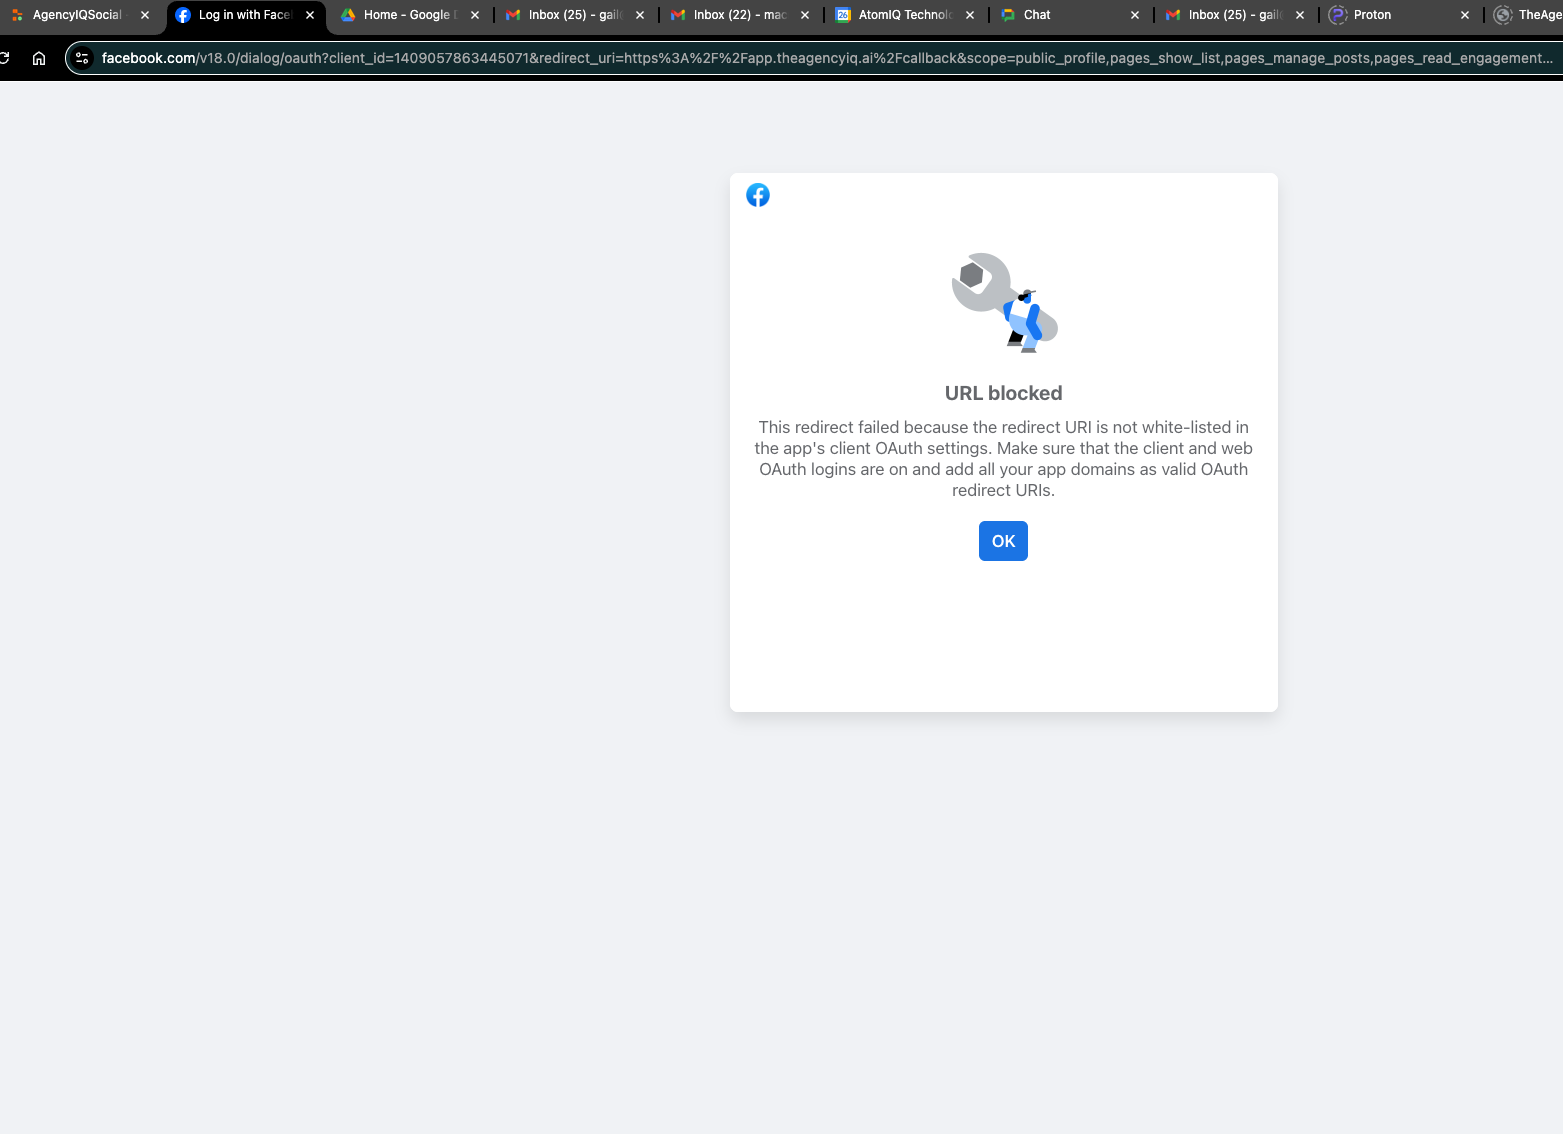 AgencyIQSocial
Log in with Facel
Home - Google D
Inbox (25) - gail
Inbox (22) - mac
26
AtomIQ Technolo
Chat
Inbox (25) - gail
Proton
TheAge
facebook.com/v18.0/dialog/oauth?client_id=1409057863445071&redirect_uri=https%3A%2F%2Fapp.theagencyiq.ai%2Fcallback&scope=public_profile,pages_show_list,pages_manage_posts,pages_read_engagement...
URL blocked
This redirect failed because the redirect URI is not white-listed in
the app's client OAuth settings. Make sure that the client and web
OAuth logins are on and add all your app domains as valid OAuth
redirect URIs.
OK